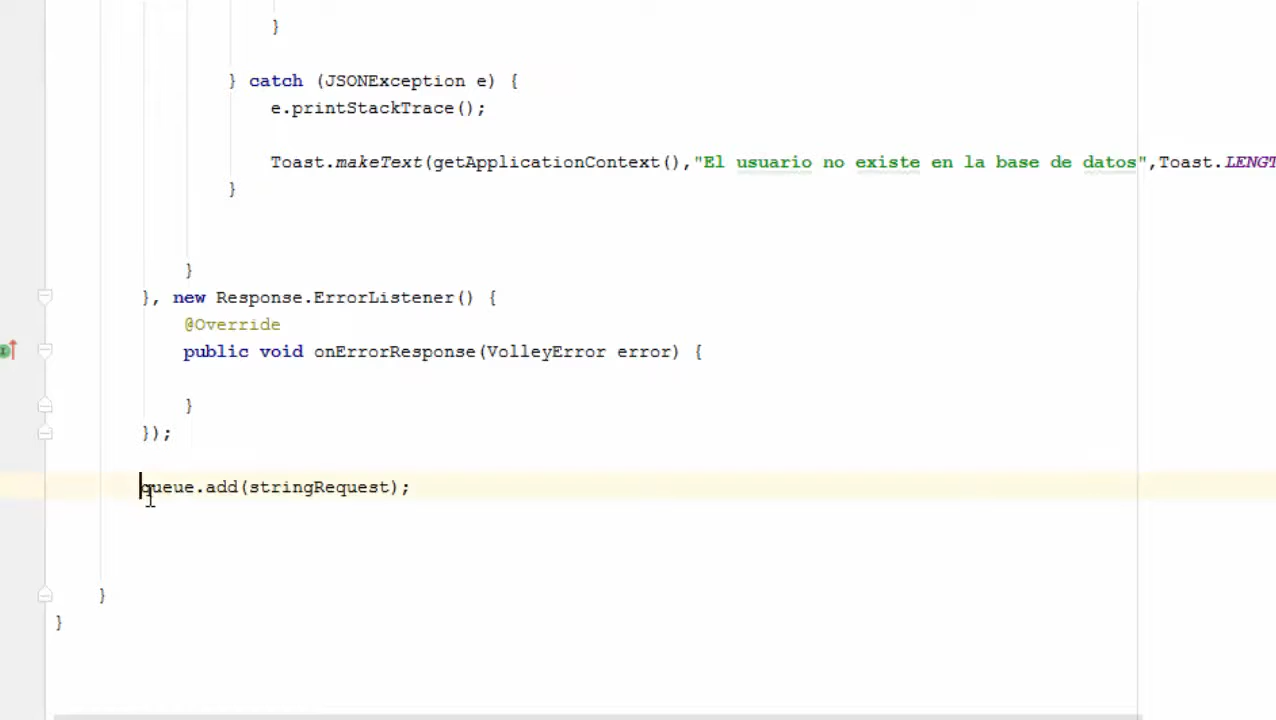 }
} catch (JSONException e) {
e.printStackTrace();
Toast.makeText(getApplicationContext(),"El usuario no existe en la base de datos",Toast.LENGT
}
}
}, new Response.ErrorListener() {
@Override
public void onErrorResponse(VolleyError error) {
}
});
queue.add(stringRequest);
}
}